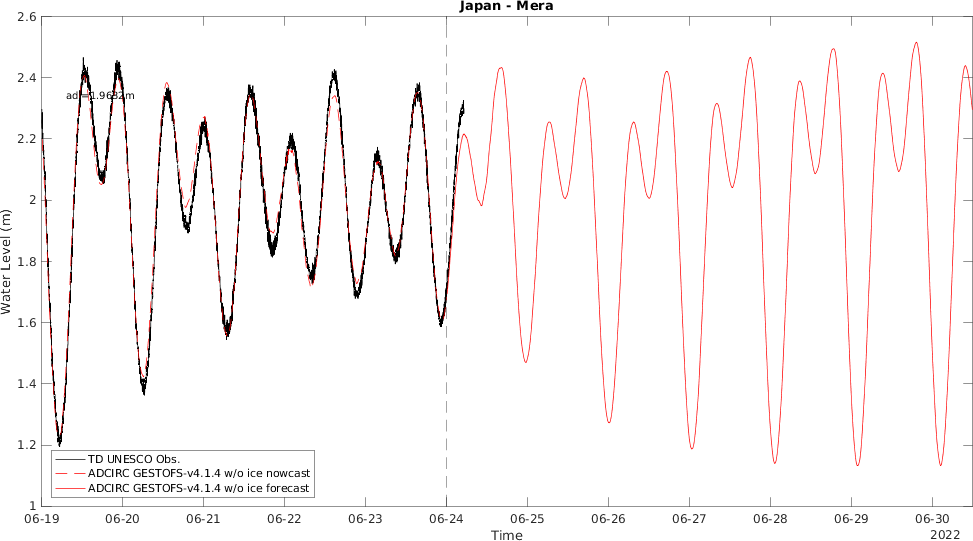 Japan - Mera
2.6
2.4
2.2
2
1.8
1.6
1.4
1.2
1
Water Level (m)
TD UNESCO Obs.
ADCIRC GESTOFS-v4.1.4 w/o ice nowcast
ADCIRC GESTOFS-v4.1.4 w/o ice forecast
06-19 06-20 06-21 06-22 06-23 06-24 06-25 06-26 06-27 06-28 06-29 06-30
Time
2022